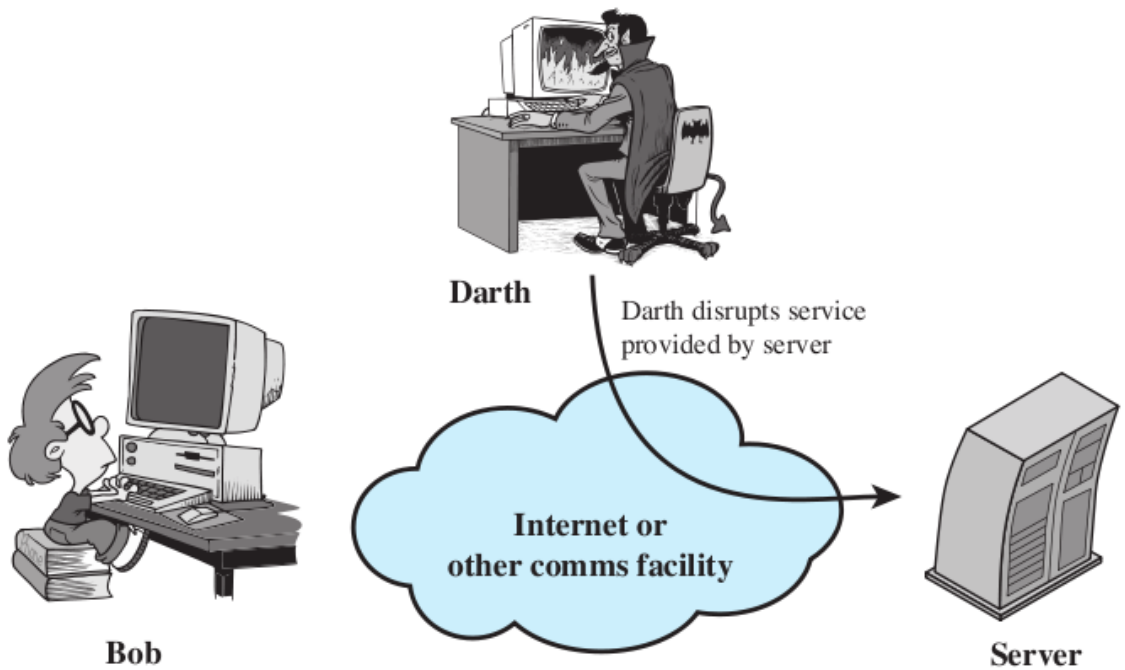 Darth
Darth disrupts service
provided by server
Internet or
other comms facility
Bob
Server